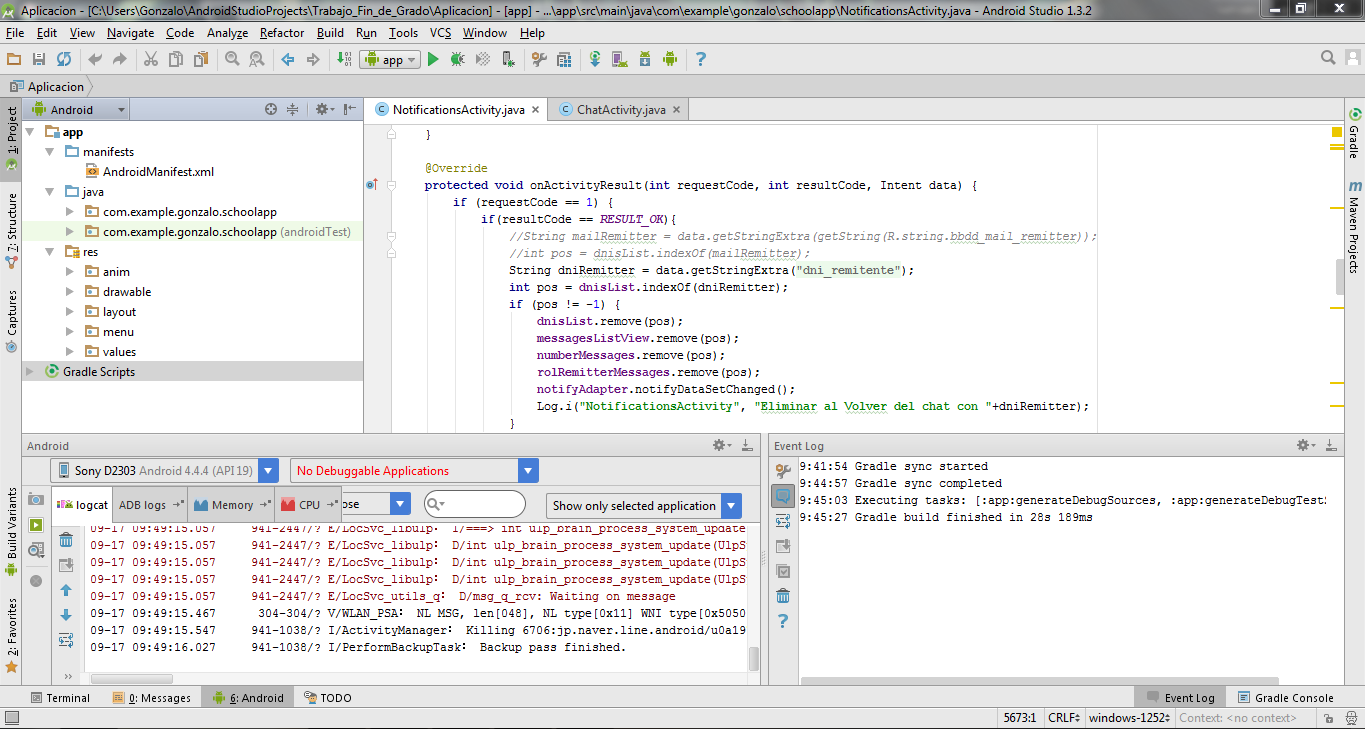 Aplicacion - [C:\Users\Gonzalo\AndroidStudioProjects\Trabajo_Fin_de_Grado\Aplicacion] - [app] - ...\app\src\main\java\com\example\gonzalo\schoolapp\NotificationsActivity.java - Android Studio 1.3.2
File Edit View Navigate Code Analyze Refactor Build Run Tools VCS Window Help
app
Aplicacion
Android
NotificationsActivity.java
ChatActivity.java
1: Project
7: Structure
Captures
Build Variants
2: Favorites
app
manifests
AndroidManifest.xml
java
com.example.gonzalo.schoolapp
com.example.gonzalo.schoolapp (androidTest)
res
anim
drawable
layout
menu
values
Gradle Scripts
}
@Override
protected void onActivityResult(int requestCode, int resultCode, Intent data) {
if (requestCode == 1) {
if(resultCode == RESULT_OK){
//String mailRemitter = data.getStringExtra(getString(R.string.bbdd_mail_remitter));
//int pos = dnisList.indexOf(mailRemitter);
String dniRemitter = data.getStringExtra("dni_remitente");
int pos = dnisList.indexOf(dniRemitter);
if (pos != -1) {
dnisList.remove(pos);
messagesListView.remove(pos);
numberMessages.remove(pos);
rolRemitterMessages.remove(pos);
notifyAdapter.notifyDataSetChanged();
Log.i("NotificationsActivity", "Eliminar al Volver del chat con "+dniRemitter);
}
Gradle
Maven Projects
Android
Sony D2303 Android 4.4.4 (API 19)
No Debuggable Applications
logcat
ADB logs
Memory
CPU
ose
Show only selected application
09-17 09:49:15.057 941-2447/? E/LocSvc_libulp: I/===> int ulp_brain_process_system_update
09-17 09:49:15.057 941-2447/? E/LocSvc_libulp: D/int ulp_brain_process_system_update(UlpS
09-17 09:49:15.057 941-2447/? E/LocSvc_libulp: D/int ulp_brain_process_system_update(UlpS
09-17 09:49:15.057 941-2447/? E/LocSvc_libulp: D/int ulp_brain_process_system_update(UlpS
09-17 09:49:15.057 941-2447/? E/LocSvc_utils_q: D/msg_q_rcv: Waiting on message
09-17 09:49:15.467 304-304/? V/WLAN_PSA: NL MSG, len[048], NL type[0x11] WNI type[0x5050
09-17 09:49:15.547 941-1038/? I/ActivityManager: Killing 6706:jp.naver.line.android/u0a19
09-17 09:49:16.027 941-1038/? I/PerformBackupTask: Backup pass finished.
Event Log
9:41:54 Gradle sync started
9:44:57 Gradle sync completed
9:45:03 Executing tasks: [:app:generateDebugSources, :app:generateDebugTest
9:45:27 Gradle build finished in 28s 189ms
Terminal
0: Messages
6: Android
TODO
Event Log
Gradle Console
5673:1 CRLF windows-1252 Context: <no context>